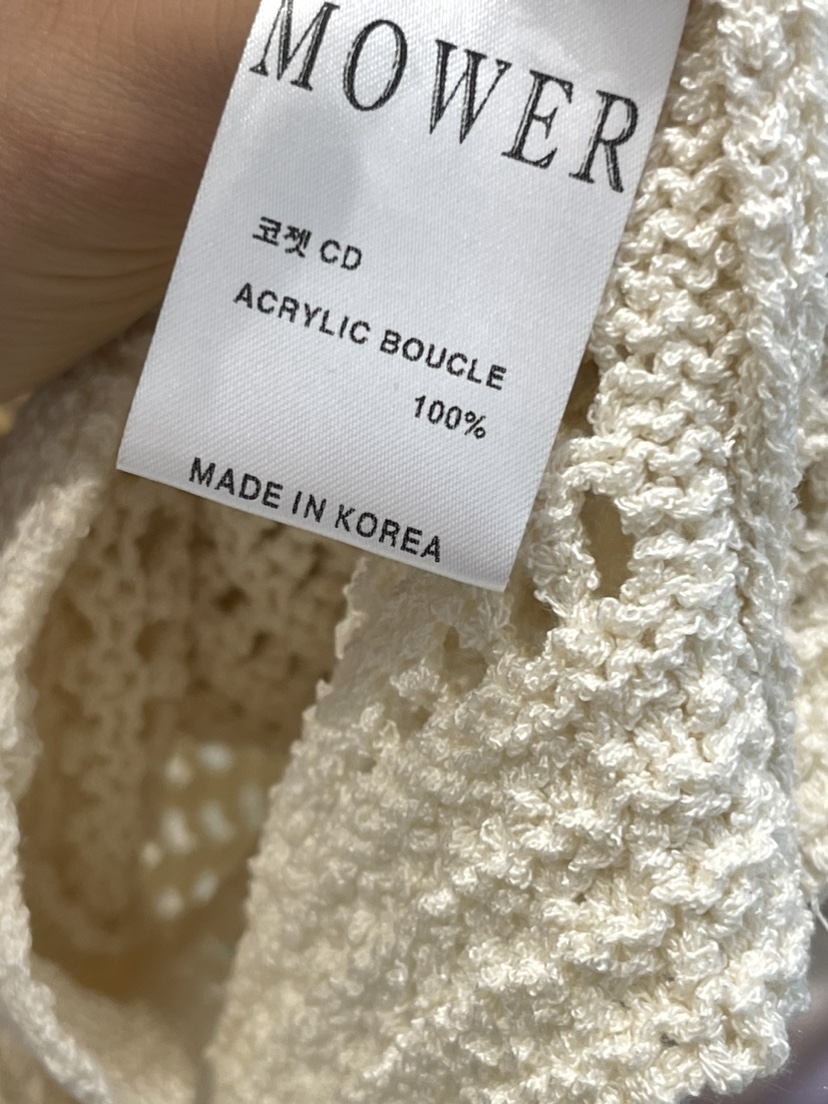 MOWER
코젯 CD
ACRYLIC BOUCLE
100%
MADE IN KOREA